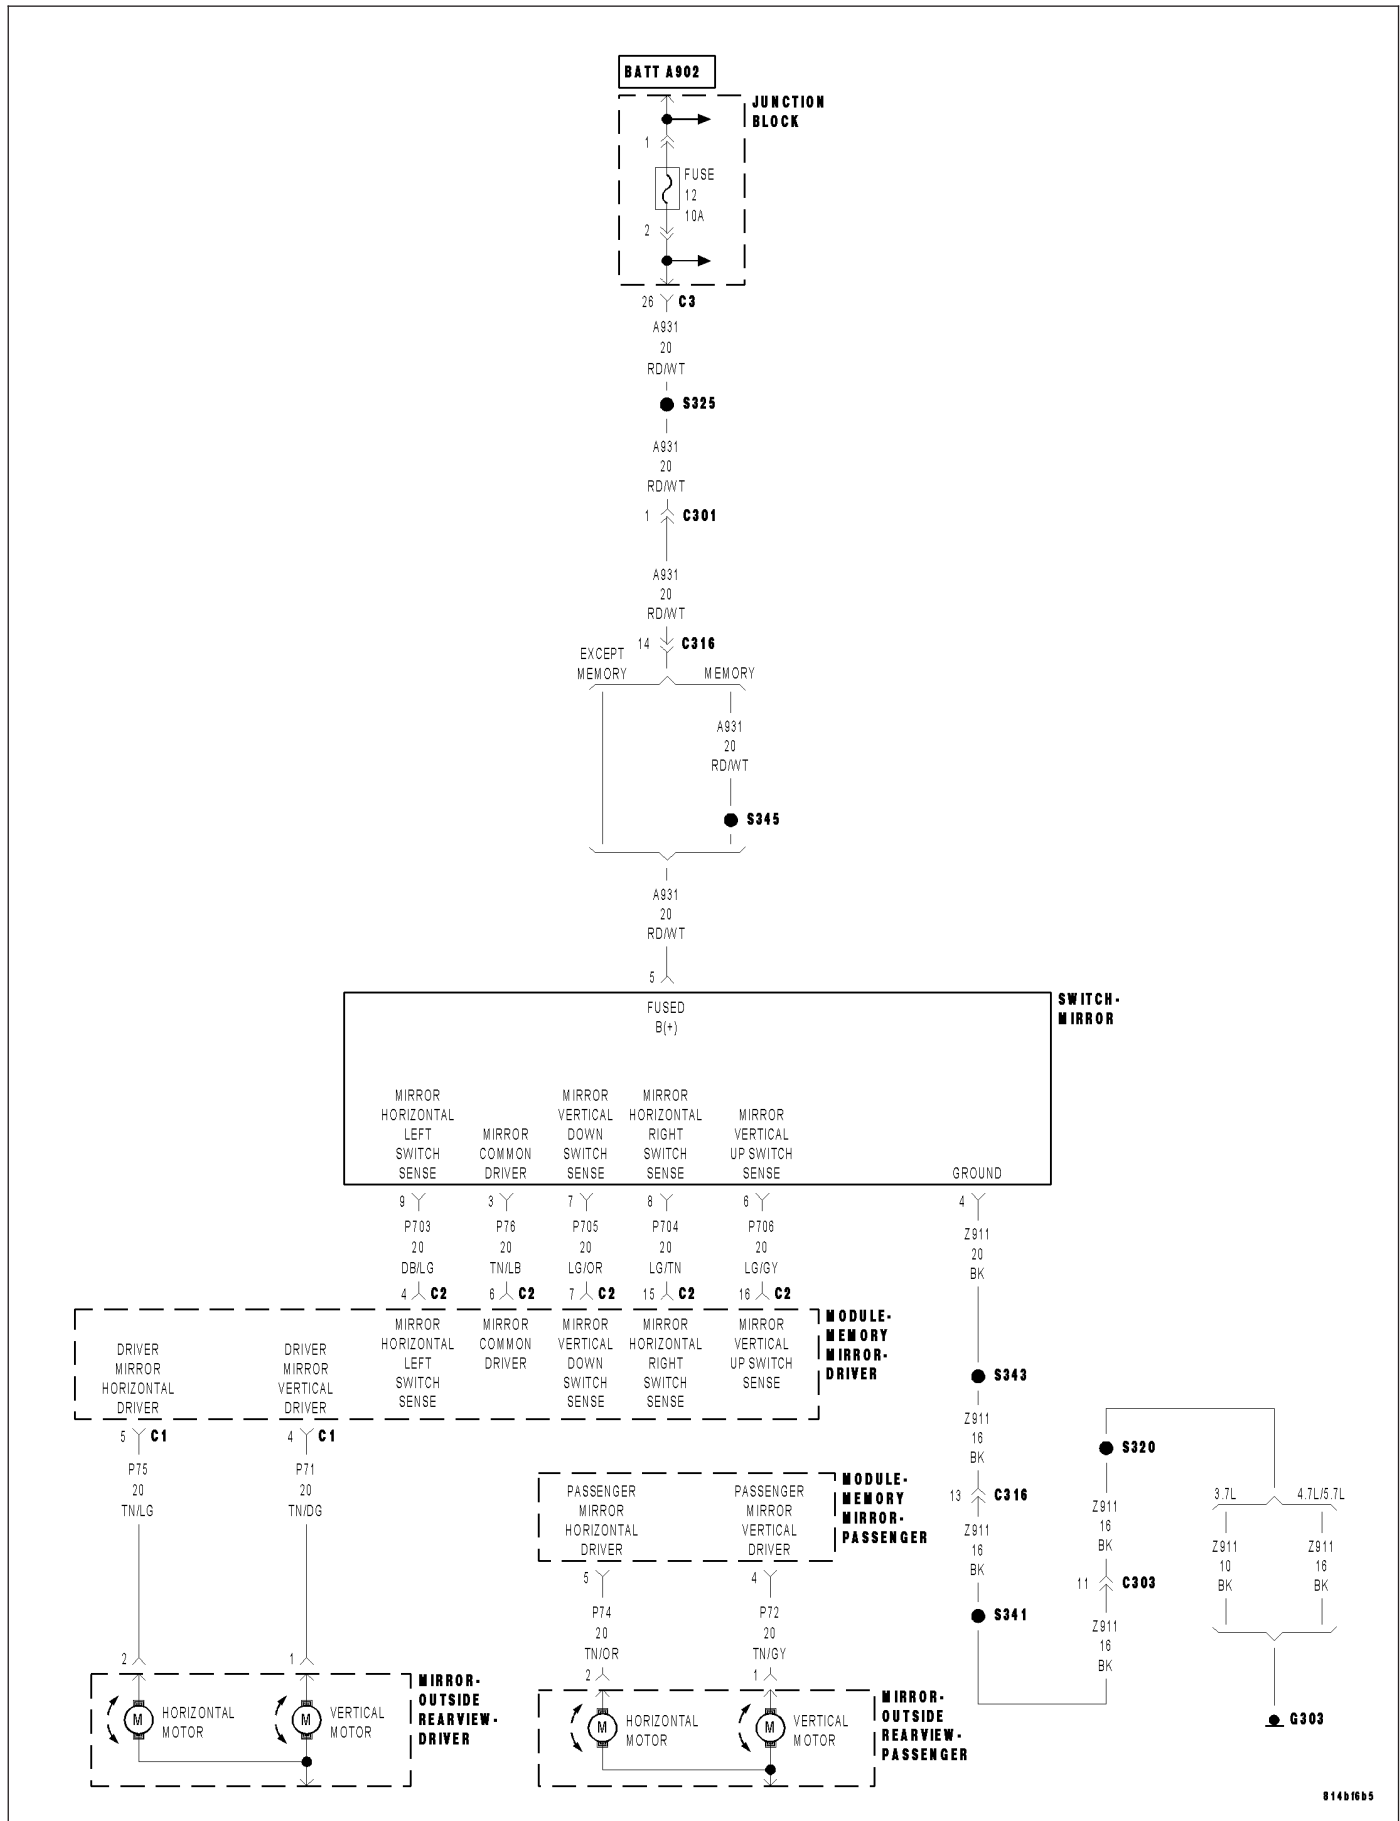 BATT A902
JUNCTION
BLOCK
1
FUSE
12
10A
2
26 C3
A931
20
RD/WT
S325
A931
20
RD/WT
1 C301
A931
20
RD/WT
14 C316
EXCEPT
MEMORY
MEMORY
A931
20
RD/WT
S345
A931
20
RD/WT
5
SWITCH-
MIRROR
FUSED
B(+)
MIRROR
HORIZONTAL
LEFT
SWITCH
SENSE
MIRROR
COMMON
DRIVER
MIRROR
VERTICAL
DOWN
SWITCH
SENSE
MIRROR
HORIZONTAL
RIGHT
SWITCH
SENSE
MIRROR
VERTICAL
UP SWITCH
SENSE
GROUND
9 3 7 8 6 4
P703
20
DB/LG
P76
20
TN/LB
P705
20
LG/OR
P704
20
LG/TN
P706
20
LG/GY
Z911
20
BK
4 C2 6 C2 7 C2 15 C2 16 C2
MODULE-
MEMORY
MIRROR-
DRIVER
DRIVER
MIRROR
HORIZONTAL
DRIVER
DRIVER
MIRROR
VERTICAL
DRIVER
MIRROR
HORIZONTAL
LEFT
SWITCH
SENSE
MIRROR
COMMON
DRIVER
MIRROR
VERTICAL
DOWN
SWITCH
SENSE
MIRROR
HORIZONTAL
RIGHT
SWITCH
SENSE
MIRROR
VERTICAL
UP SWITCH
SENSE
S343
5 C1 4 C1
P75
20
TN/LG
P71
20
TN/DG
Z911
16
BK
13 C316
Z911
16
BK
S341
S320
Z911
16
BK
11 C303
Z911
16
BK
3.7L 4.7L/5.7L
Z911
10
BK
Z911
16
BK
G303
MODULE-
MEMORY
MIRROR-
PASSENGER
PASSENGER
MIRROR
HORIZONTAL
DRIVER
PASSENGER
MIRROR
VERTICAL
DRIVER
5 4
P74
20
TN/OR
P72
20
TN/GY
2 1
2 1
MIRROR-
OUTSIDE
REARVIEW-
DRIVER
M HORIZONTAL
MOTOR
M VERTICAL
MOTOR
MIRROR-
OUTSIDE
REARVIEW-
PASSENGER
M HORIZONTAL
MOTOR
M VERTICAL
MOTOR
814bf6b5